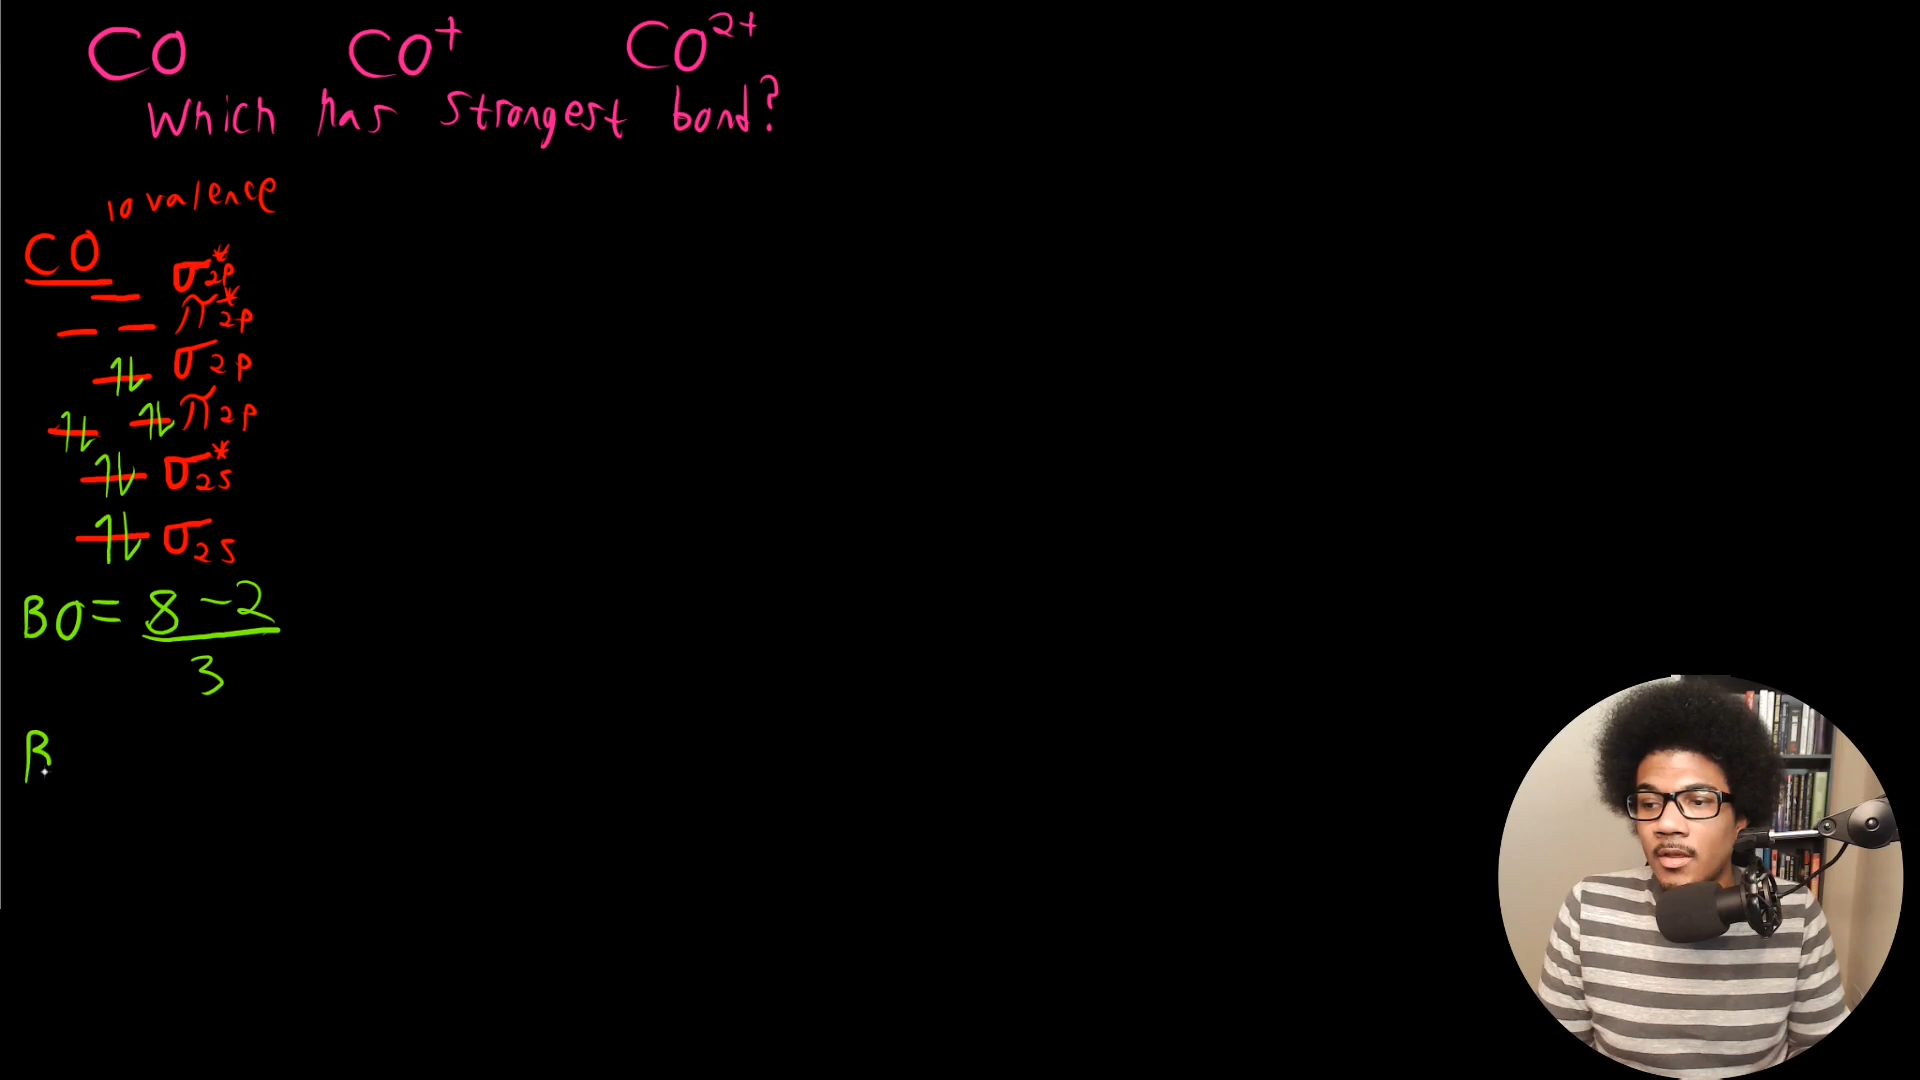 CO CO⁺ CO²⁺
Which has strongest bond?
10 valence
CO
σ*2p
π*2p
σ2p
π2p
σ*2s
σ2s
BO = 8 - 2
3
B